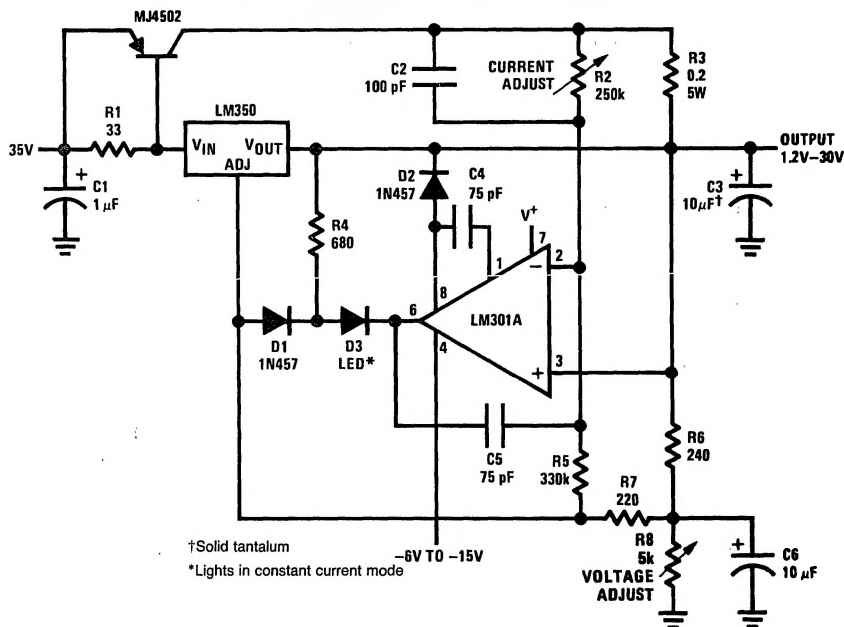 MJ4502
C2
100 pF
CURRENT
ADJUST
R2
250k
R3
0.2
5W
R1
33
LM350
VIN
VOUT
ADJ
35V
OUTPUT
1.2V–30V
+
C1
1 μF
D2
1N457
C4
75 pF
V+
+
C3
10μF†
R4
680
7
1
2
−
8
6
LM301A
4
3
+
D1
1N457
D3
LED*
C5
75 pF
R5
330k
R6
240
R7
220
†Solid tantalum
*Lights in constant current mode
–6V TO –15V
R8
5k
VOLTAGE
ADJUST
+
C6
10 μF